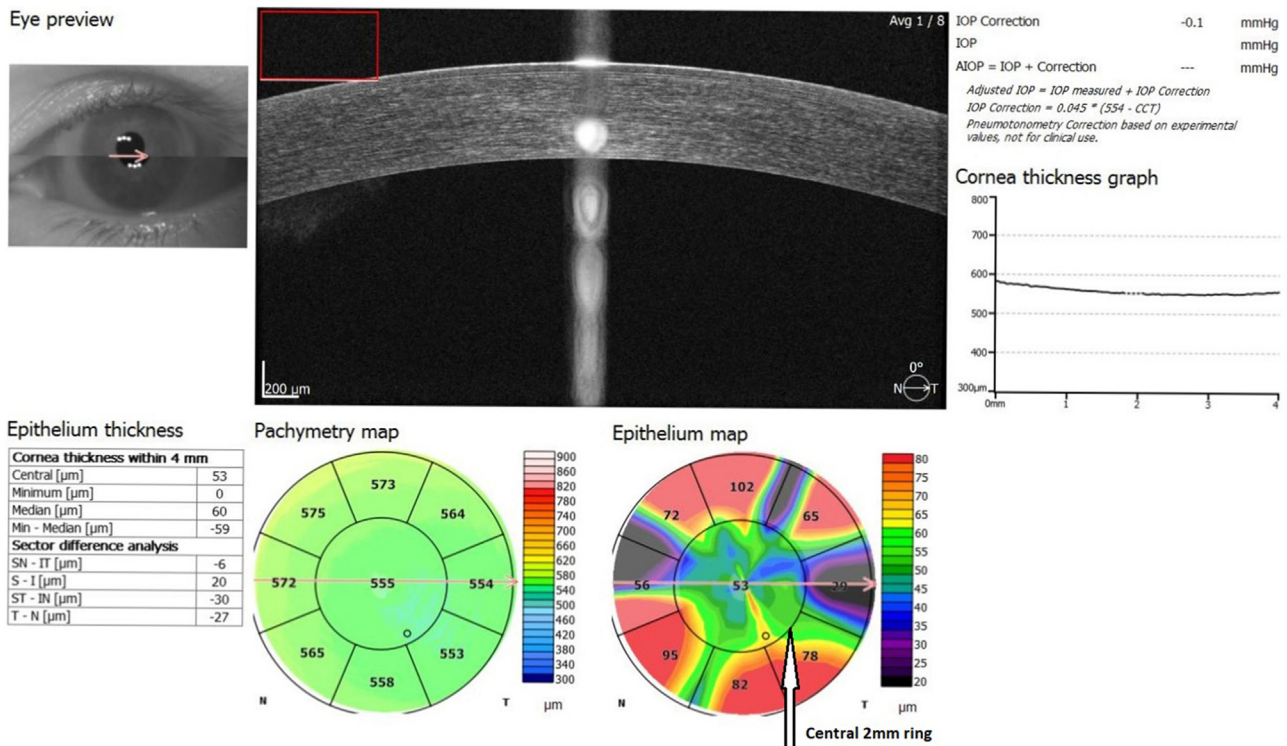 Eye preview
Avg 1 / 8
200 µm
0°
N T
IOP Correction -0.1 mmHg
IOP mmHg
AIOP = IOP + Correction --- mmHg
Adjusted IOP = IOP measured + IOP Correction
IOP Correction = 0.045 * (554 - CCT)
Pneumotonometry Correction based on experimental
values, not for clinical use.
Cornea thickness graph
800
700
600
500
400
300µm
0mm 1 2 3 4
Epithelium thickness
Cornea thickness within 4 mm
Central [µm] 53
Minimum [µm] 0
Median [µm] 60
Min - Median [µm] -59
Sector difference analysis
SN - IT [µm] -6
S - I [µm] 20
ST - IN [µm] -30
T - N [µm] -27
Pachymetry map
573
575 564
572 555 554
565 553
558
N T
900
860
820
780
740
700
660
620
580
540
500
460
420
380
340
300
µm
Epithelium map
102
72 65
56 53 29
95 78
82
N T
80
75
70
65
60
55
50
45
40
35
30
25
20
µm
Central 2mm ring